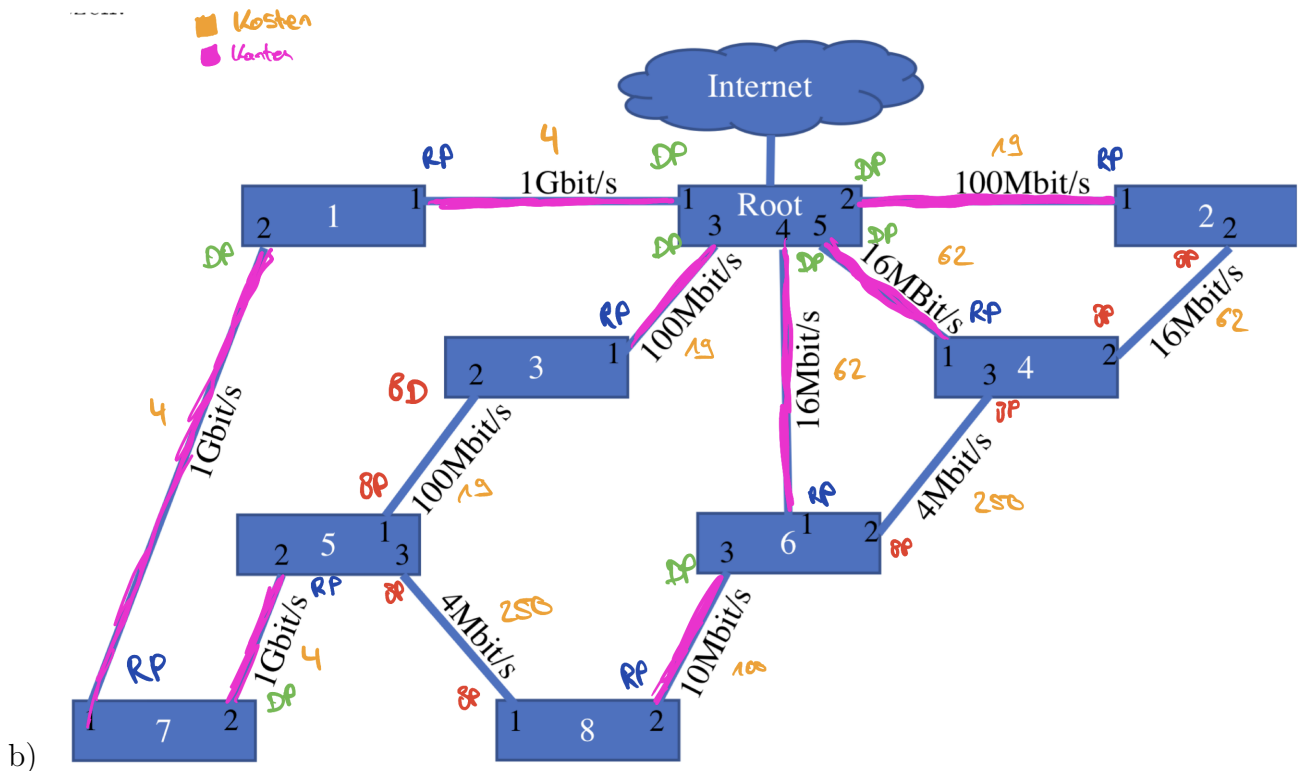 Kosten
Kanten
Internet
4
19
RP
DP
DP
RP
1Gbit/s
100Mbit/s
1
1
Root
2
1
2
1
3
4
5
2
2
DP
DP
DP
DP
62
BP
16MBit/s
100Mbit/s
RP
RP
BP
16Mbit/s
62
1
19
16Mbit/s
62
1
2
2
3
3
4
BD
BP
4
1Gbit/s
100Mbit/s
19
4Mbit/s
250
BP
RP
1
2
5
1
3
2
3
6
BP
DP
RP
BP
1Gbit/s
4
4Mbit/s
250
10Mbit/s
100
RP
DP
BP
RP
1
7
2
1
8
2
b)